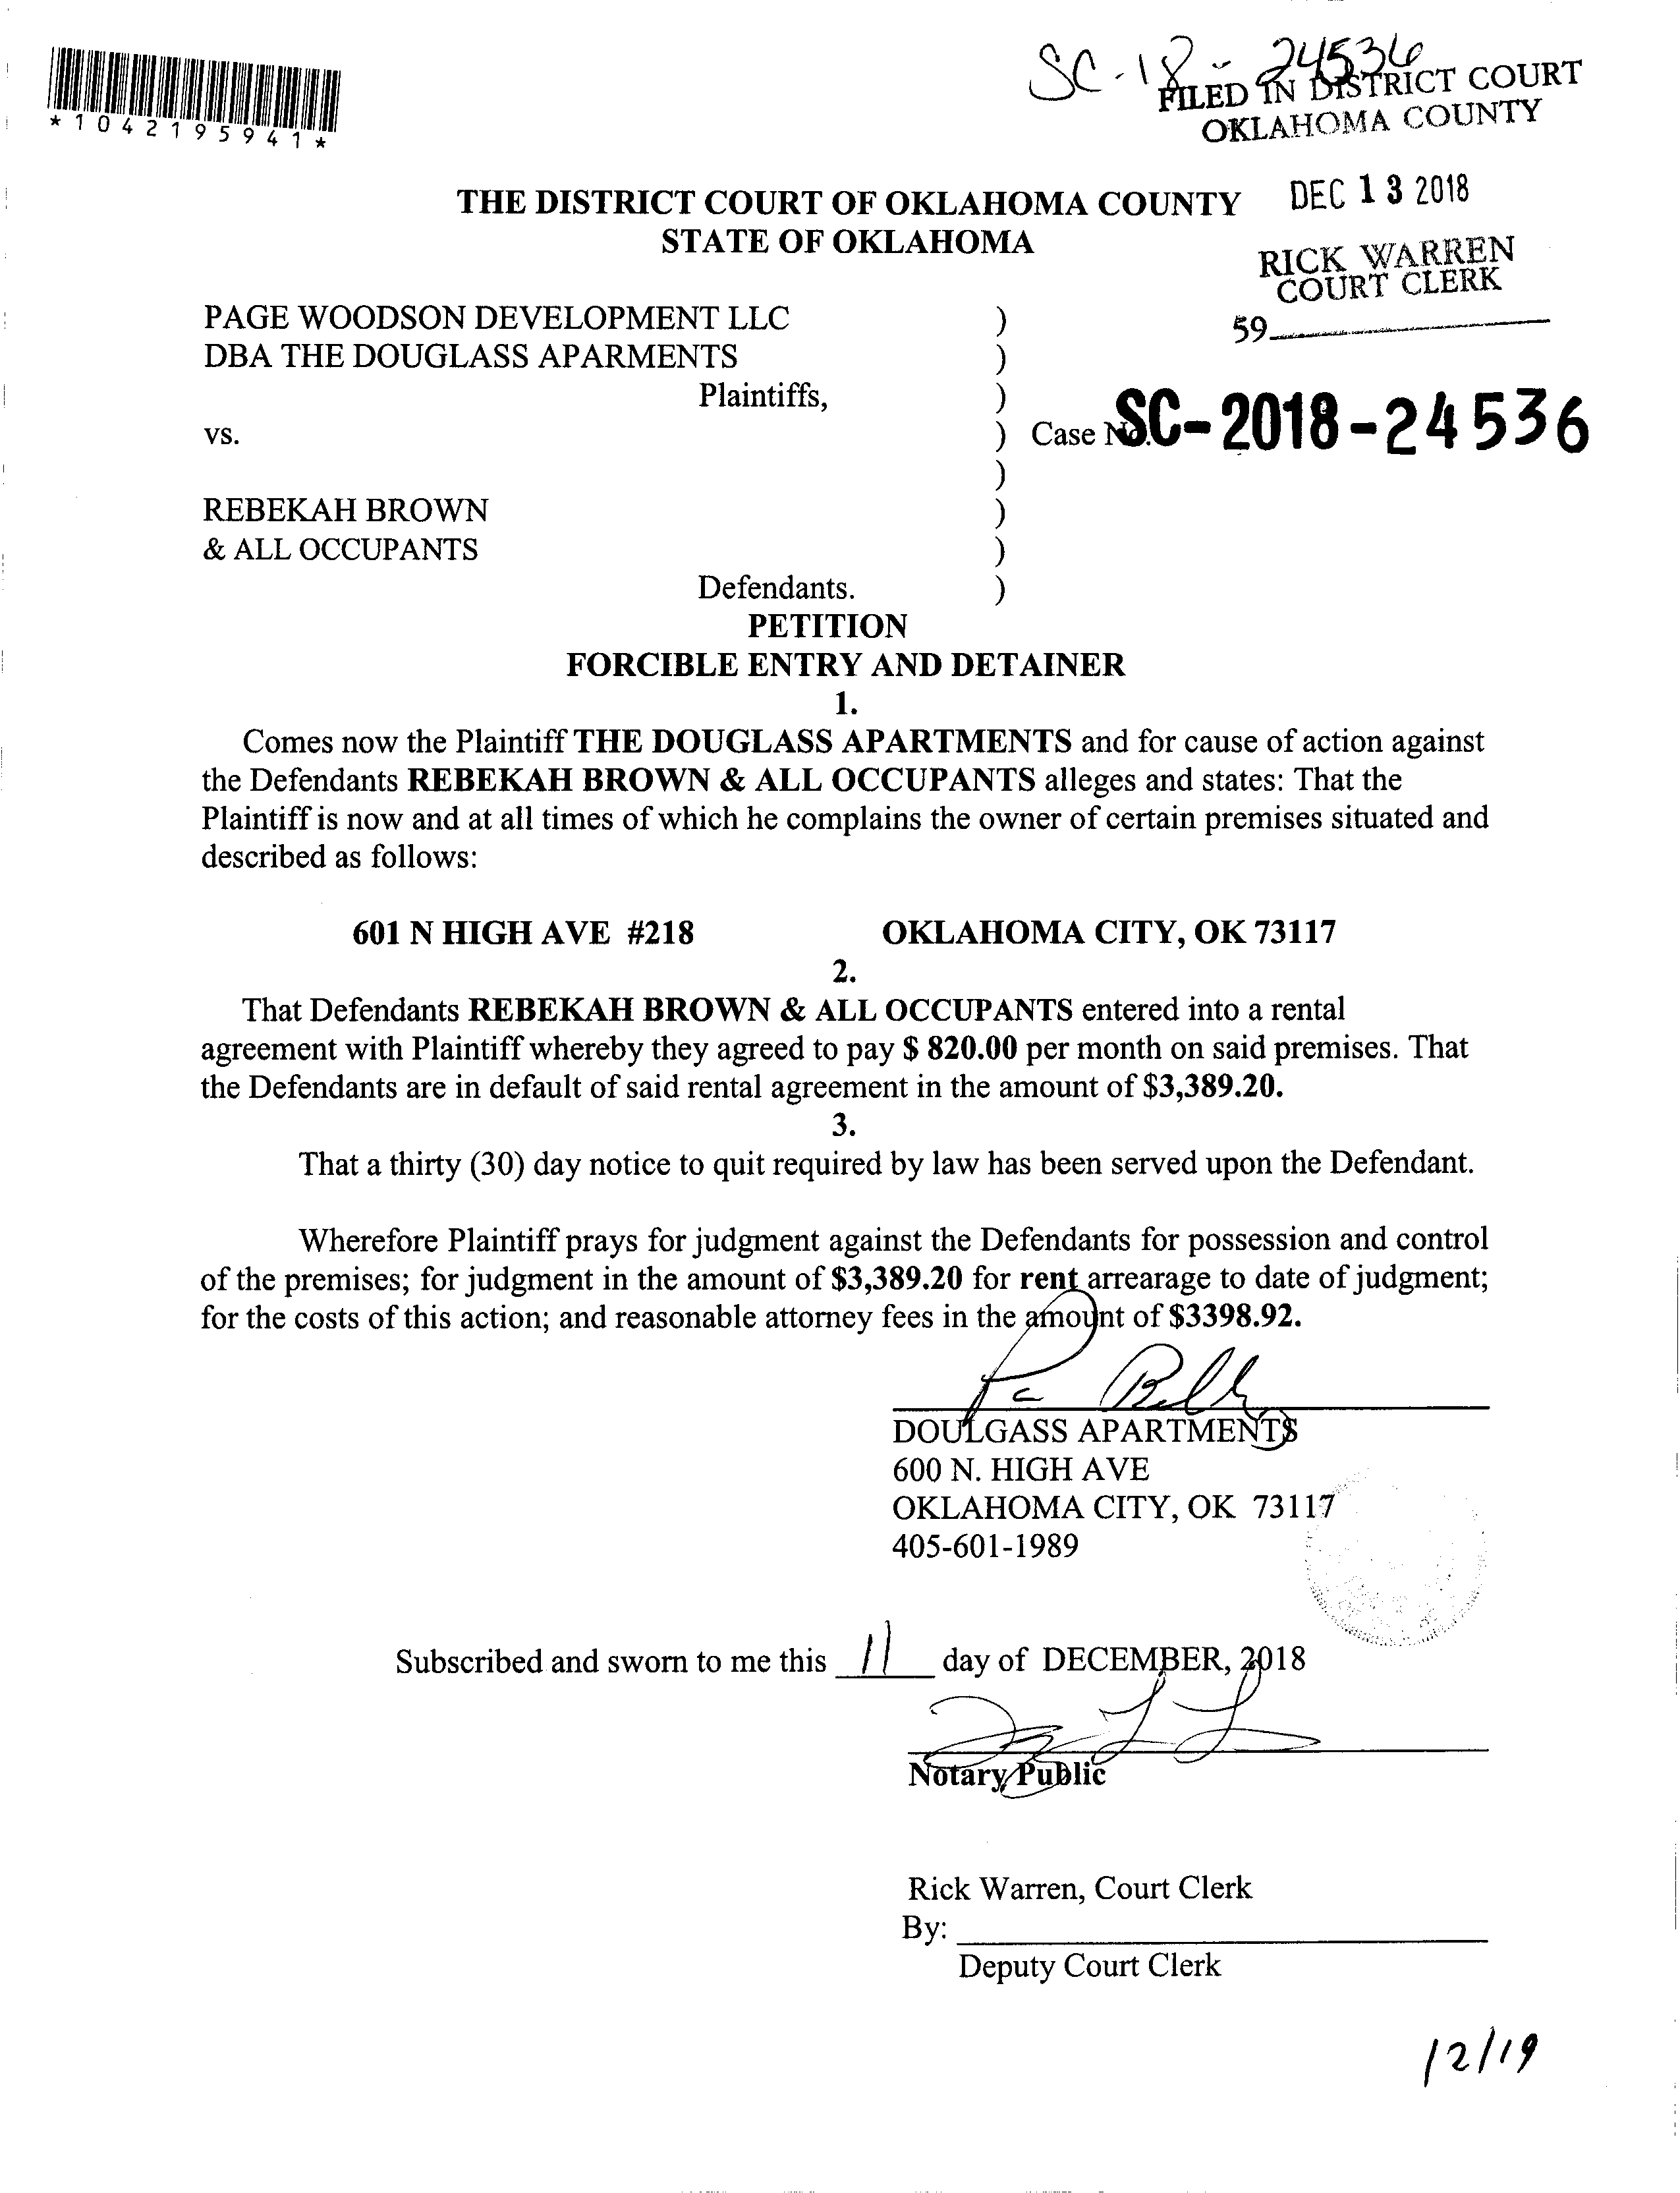 *1042195941*
SC-18-24536
FILED IN DISTRICT COURT
OKLAHOMA COUNTY
DEC 13 2018
RICK WARREN
COURT CLERK
59
THE DISTRICT COURT OF OKLAHOMA COUNTY
STATE OF OKLAHOMA
PAGE WOODSON DEVELOPMENT LLC )
DBA THE DOUGLASS APARMENTS )
Plaintiffs, )
vs. ) Case No. SC-2018-24536
)
REBEKAH BROWN )
& ALL OCCUPANTS )
Defendants. )
PETITION
FORCIBLE ENTRY AND DETAINER
1.
Comes now the Plaintiff THE DOUGLASS APARTMENTS and for cause of action against
the Defendants REBEKAH BROWN & ALL OCCUPANTS alleges and states: That the
Plaintiff is now and at all times of which he complains the owner of certain premises situated and
described as follows:
601 N HIGH AVE #218 OKLAHOMA CITY, OK 73117
2.
That Defendants REBEKAH BROWN & ALL OCCUPANTS entered into a rental
agreement with Plaintiff whereby they agreed to pay $ 820.00 per month on said premises. That
the Defendants are in default of said rental agreement in the amount of $3,389.20.
3.
That a thirty (30) day notice to quit required by law has been served upon the Defendant.
Wherefore Plaintiff prays for judgment against the Defendants for possession and control
of the premises; for judgment in the amount of $3,389.20 for rent arrearage to date of judgment;
for the costs of this action; and reasonable attorney fees in the amount of $3398.92.
DOULGASS APARTMENTS
600 N. HIGH AVE
OKLAHOMA CITY, OK 73117
405-601-1989
Subscribed and sworn to me this 11 day of DECEMBER, 2018
Notary Public
Rick Warren, Court Clerk
By:
Deputy Court Clerk
12/19